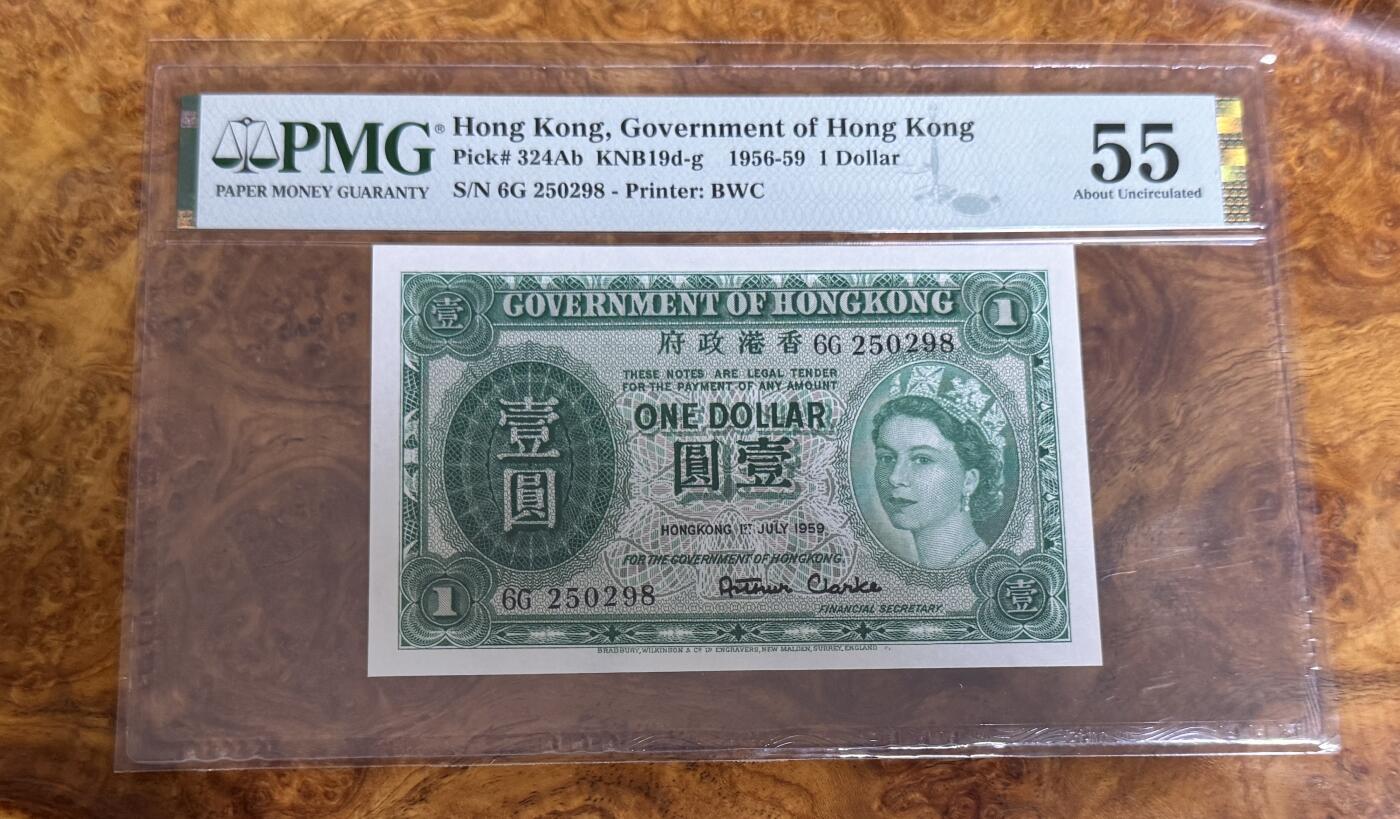 PMG®
PAPER MONEY GUARANTY
Hong Kong, Government of Hong Kong
Pick# 324Ab KNB19d-g 1956-59 1 Dollar
S/N 6G 250298 - Printer: BWC
55
About Uncirculated
壹
GOVERNMENT OF HONGKONG
1
府政港香 6G 250298
THESE NOTES ARE LEGAL TENDER
FOR THE PAYMENT OF ANY AMOUNT
ONE DOLLAR
圓壹
壹
圓
HONGKONG 1ST JULY 1959
FOR THE GOVERNMENT OF HONGKONG.
Arthur Clarke
FINANCIAL SECRETARY.
1
6G 250298
壹
BRADBURY, WILKINSON & Cº Lᴰ ENGRAVERS, NEW MALDEN, SURREY, ENGLAND